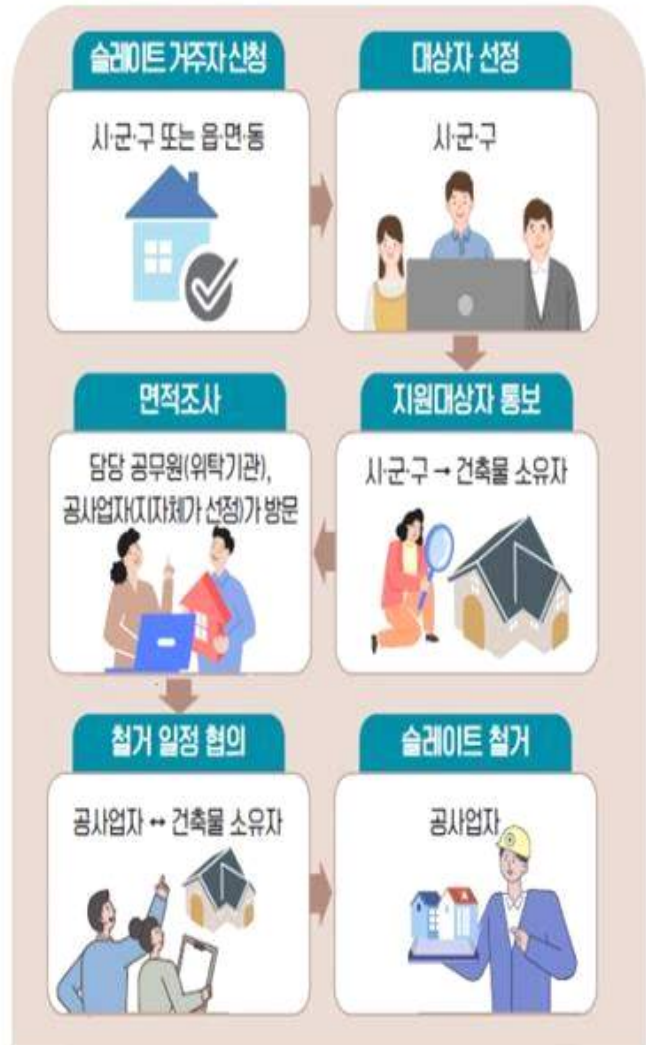 슬레이트 거주자 신청
시·군·구 또는 읍·면·동
대상자 선정
시·군·구
지원대상자 통보
시·군·구 → 건축물 소유자
면적조사
담당 공무원(위탁기관),
공사업자(지자체가 선정)가 방문
철거 일정 협의
공사업자 ↔ 건축물 소유자
슬레이트 철거
공사업자